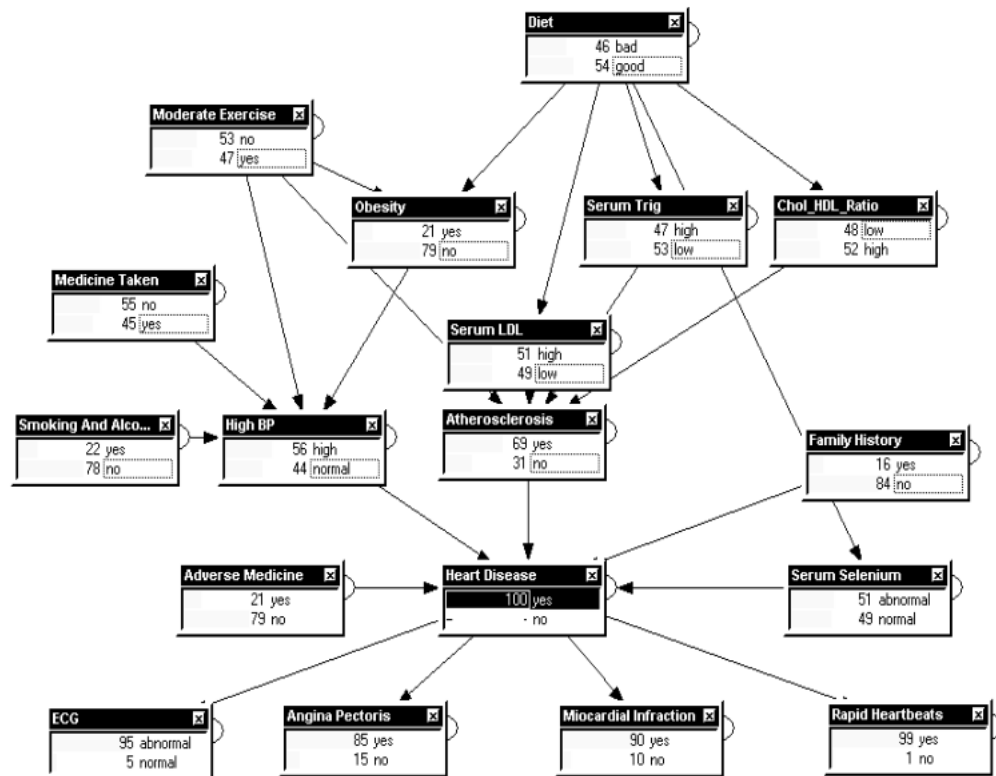 Diet
46 bad
54 good
Moderate Exercise
53 no
47 yes
Obesity
21 yes
79 no
Serum Trig
47 high
53 low
Chol_HDL_Ratio
48 low
52 high
Medicine Taken
55 no
45 yes
Serum LDL
51 high
49 low
Smoking And Alco...
22 yes
78 no
High BP
56 high
44 normal
Atherosclerosis
69 yes
31 no
Family History
16 yes
84 no
Adverse Medicine
21 yes
79 no
Heart Disease
100 yes
- - no
Serum Selenium
51 abnormal
49 normal
ECG
95 abnormal
5 normal
Angina Pectoris
85 yes
15 no
Miocardial Infraction
90 yes
10 no
Rapid Heartbeats
99 yes
1 no